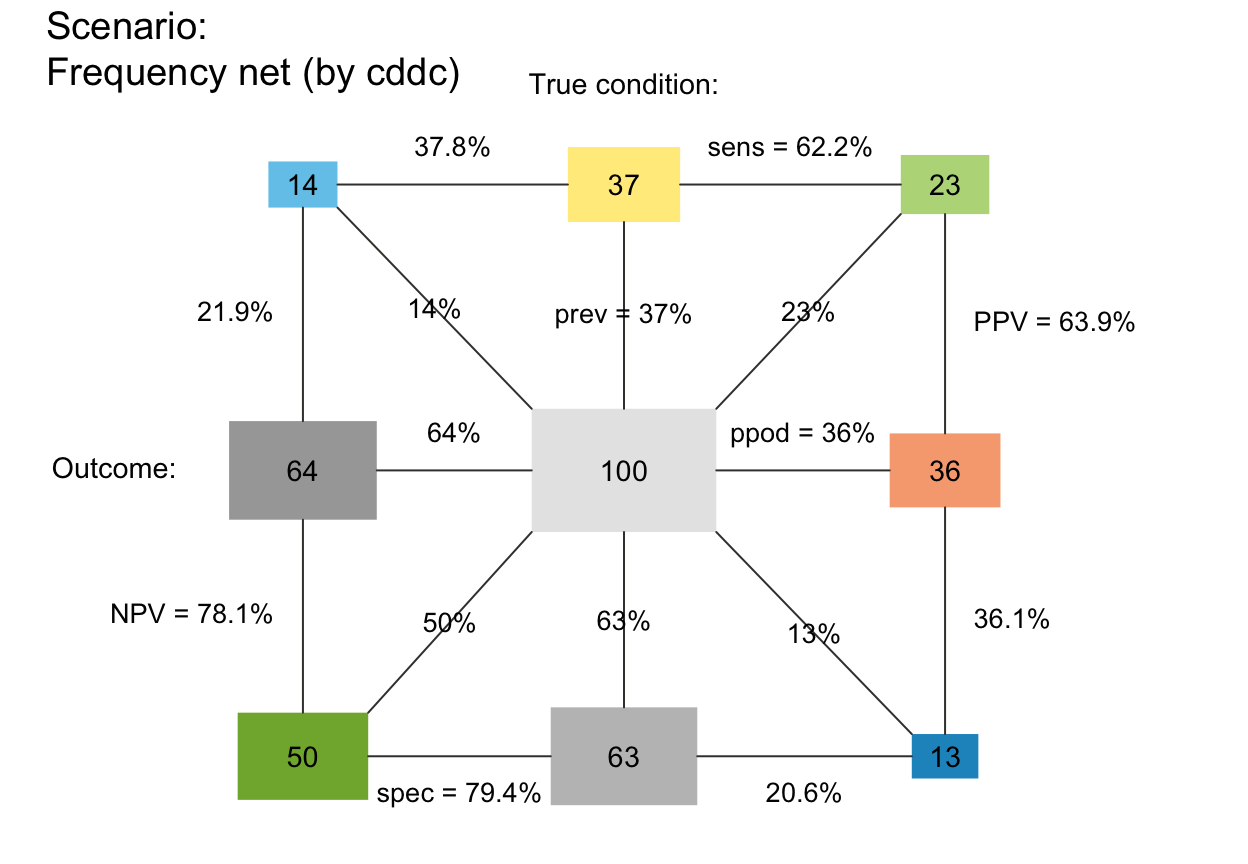 Scenario:
Frequency net (by cddc)
True condition:
37.8%
sens = 62.2%
14
37
23
21.9%
14%
prev = 37%
23%
PPV = 63.9%
64%
ppod = 36%
Outcome:
64
100
36
NPV = 78.1%
50%
63%
13%
36.1%
50
63
13
spec = 79.4%
20.6%